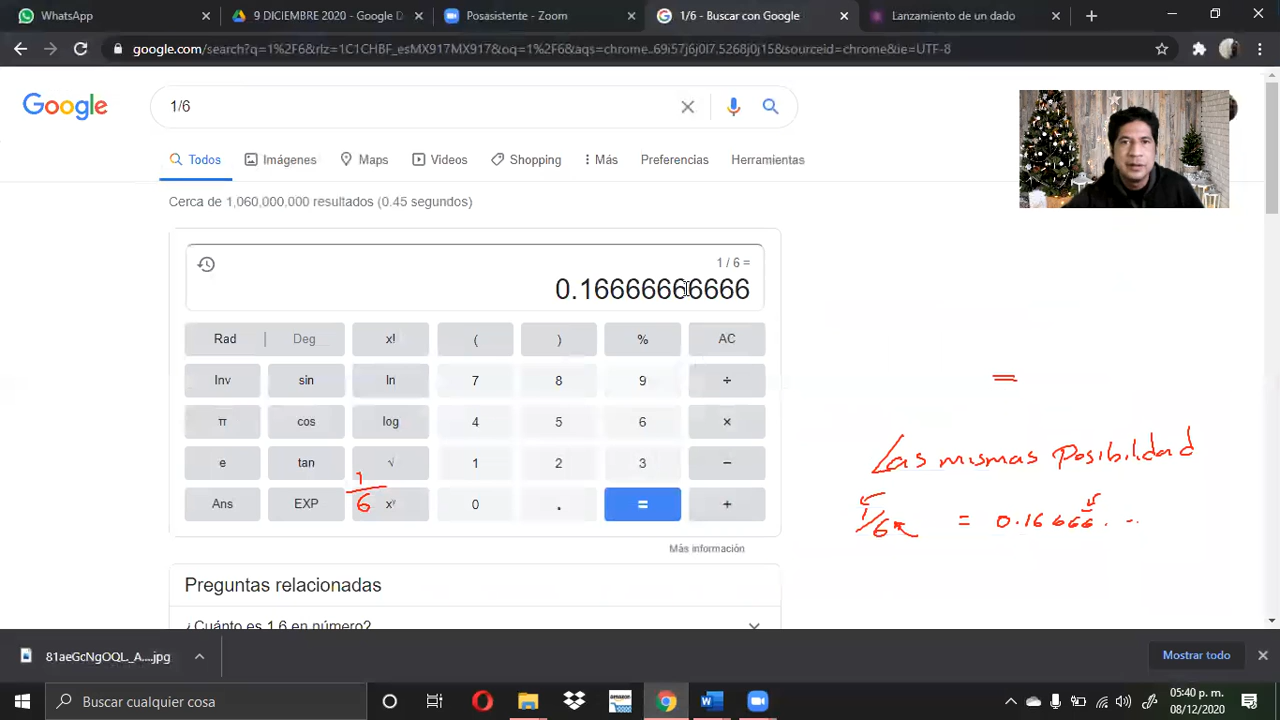 WhatsApp
9 DICIEMBRE 2020 - Google D
Posasistente - Zoom
1/6 - Buscar con Google
Lanzamiento de un dado
google.com/search?q=1%2F6&rlz=1C1CHBF_esMX917MX917&oq=1%2F6&aqs=chrome..69i57j6j0l7.5268j0j15&sourceid=chrome&ie=UTF-8
Google
1/6
Todos Imágenes Maps Videos Shopping Más Preferencias Herramientas
Cerca de 1,060,000,000 resultados (0.45 segundos)
1 / 6 =
0.16666666666
Rad Deg x! ( ) % AC
Inv sin ln 7 8 9 ÷
=
π cos log 4 5 6 ×
Las mismas posibilidad
e tan √ 1 2 3 −
1/6
Ans EXP xʸ 0 . = +
1/6 = 0.16666. ..
Más información
Preguntas relacionadas
¿Cuánto es 1.6 en número?
81aeGcNgOQL._A....jpg
Mostrar todo
Buscar cualquier cosa
05:40 p. m.
08/12/2020